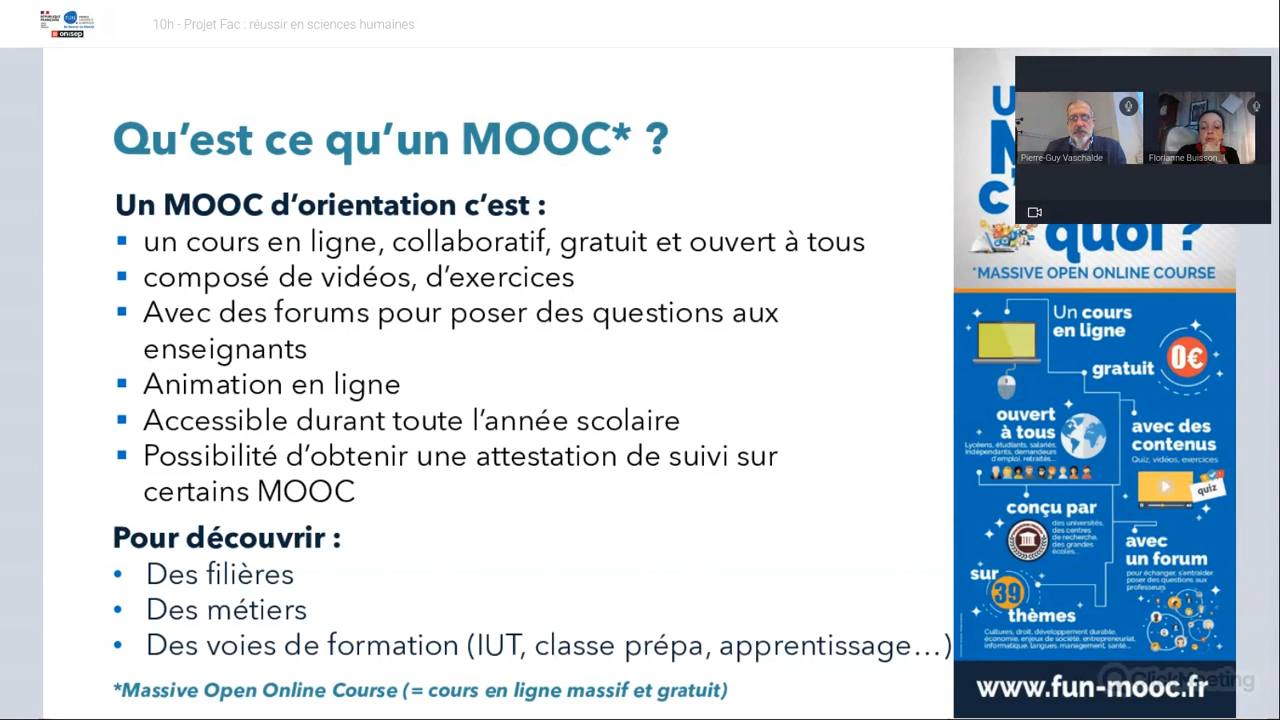 RÉPUBLIQUE
FRANÇAISE
onisep
10h - Projet Fac : réussir en sciences humaines
Qu’est ce qu’un MOOC* ?
Un MOOC d’orientation c’est :
un cours en ligne, collaboratif, gratuit et ouvert à tous
composé de vidéos, d’exercices
Avec des forums pour poser des questions aux
enseignants
Animation en ligne
Accessible durant toute l’année scolaire
Possibilité d’obtenir une attestation de suivi sur
certains MOOC
Pour découvrir :
Des filières
Des métiers
Des voies de formation (IUT, classe prépa, apprentissage…)
*Massive Open Online Course (= cours en ligne massif et gratuit)
Pierre-Guy Vaschalde
Florianne Buisson
quoi ?
*MASSIVE OPEN ONLINE COURSE
Un cours
en ligne
gratuit
0€
ouvert
à tous
Lycéens, étudiants, salariés,
indépendants, demandeurs
d'emploi, retraités...
avec des
contenus
Quiz, vidéos, exercices
quiz
conçu par
des universités,
des centres
de recherche,
des grandes
écoles...
avec
un forum
pour échanger, s'entraider,
poser des questions aux
professeurs
sur
39
thèmes
Cultures, droit, développement durable,
économie, enjeux de société, entrepreneuriat,
informatique, langues, management, santé...
www.fun-mooc.fr
ClickMeeting